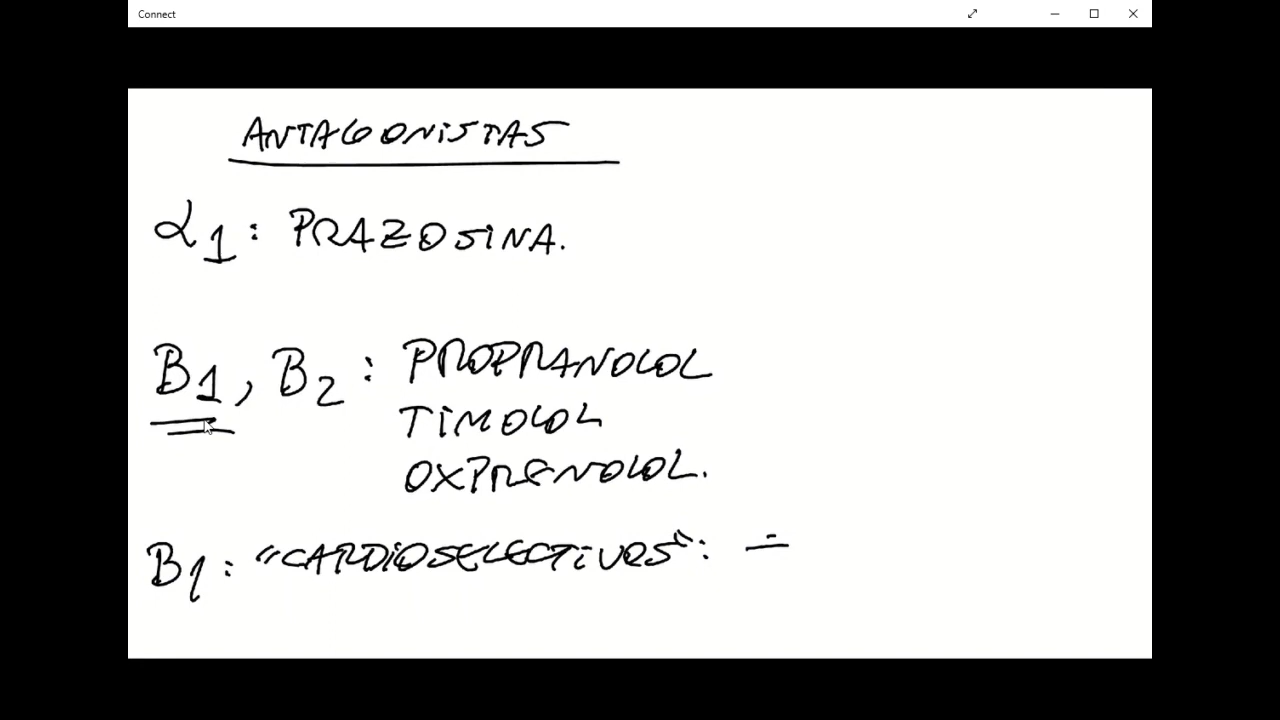 Connect
ANTAGONISTAS
α1: PRAZOSINA.
B1, B2: PROPRANOLOL
TIMOLOL
OXPRENOLOL.
B1: "CARDIOSELECTIVOS":